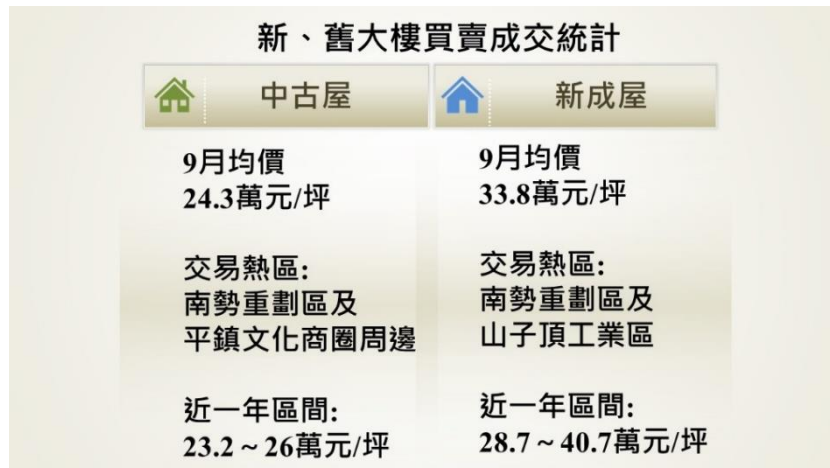 新、舊大樓買賣成交統計
中古屋
9月均價
24.3萬元/坪
交易熱區:
南勢重劃區及
平鎮文化商圈周邊
近一年區間:
23.2～26萬元/坪
新成屋
9月均價
33.8萬元/坪
交易熱區:
南勢重劃區及
山子頂工業區
近一年區間:
28.7～40.7萬元/坪